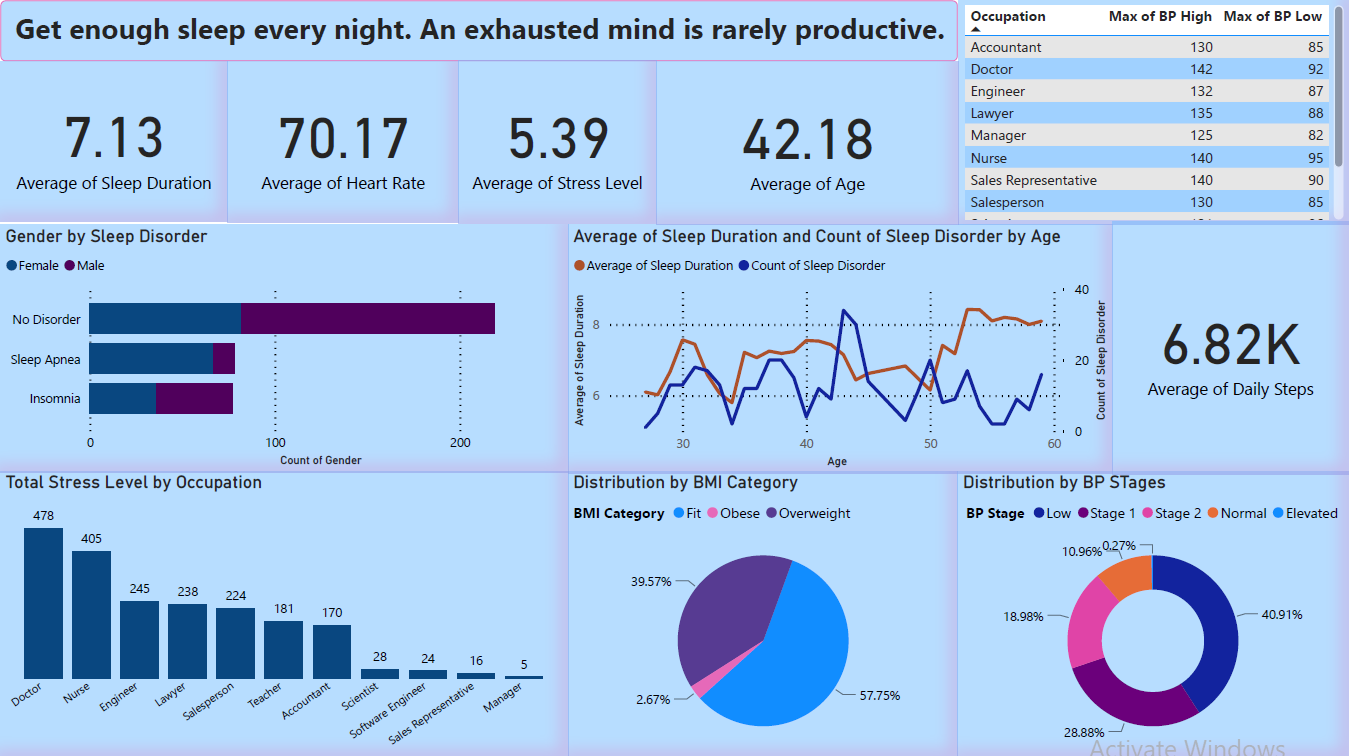 Get enough sleep every night. An exhausted mind is rarely productive.
Occupation Max of BP High Max of BP Low
Accountant 130 85
Doctor 142 92
Engineer 132 87
Lawyer 135 88
Manager 125 82
Nurse 140 95
Sales Representative 140 90
Salesperson 130 85
7.13
Average of Sleep Duration
70.17
Average of Heart Rate
5.39
Average of Stress Level
42.18
Average of Age
Gender by Sleep Disorder
Female Male
No Disorder
Sleep Apnea
Insomnia
0 100 200
Count of Gender
Average of Sleep Duration and Count of Sleep Disorder by Age
Average of Sleep Duration Count of Sleep Disorder
Average of Sleep Duration
8
6
40
20
0
Count of Sleep Disorder
30 40 50 60
Age
6.82K
Average of Daily Steps
Total Stress Level by Occupation
478
405
245
238
224
181
170
28
24
16
5
Doctor
Nurse
Engineer
Lawyer
Salesperson
Teacher
Accountant
Scientist
Software Engineer
Sales Representative
Manager
Distribution by BMI Category
BMI Category Fit Obese Overweight
39.57%
2.67%
57.75%
Distribution by BP STages
BP Stage Low Stage 1 Stage 2 Normal Elevated
0.27%
10.96%
18.98%
40.91%
28.88%
Activate Windows